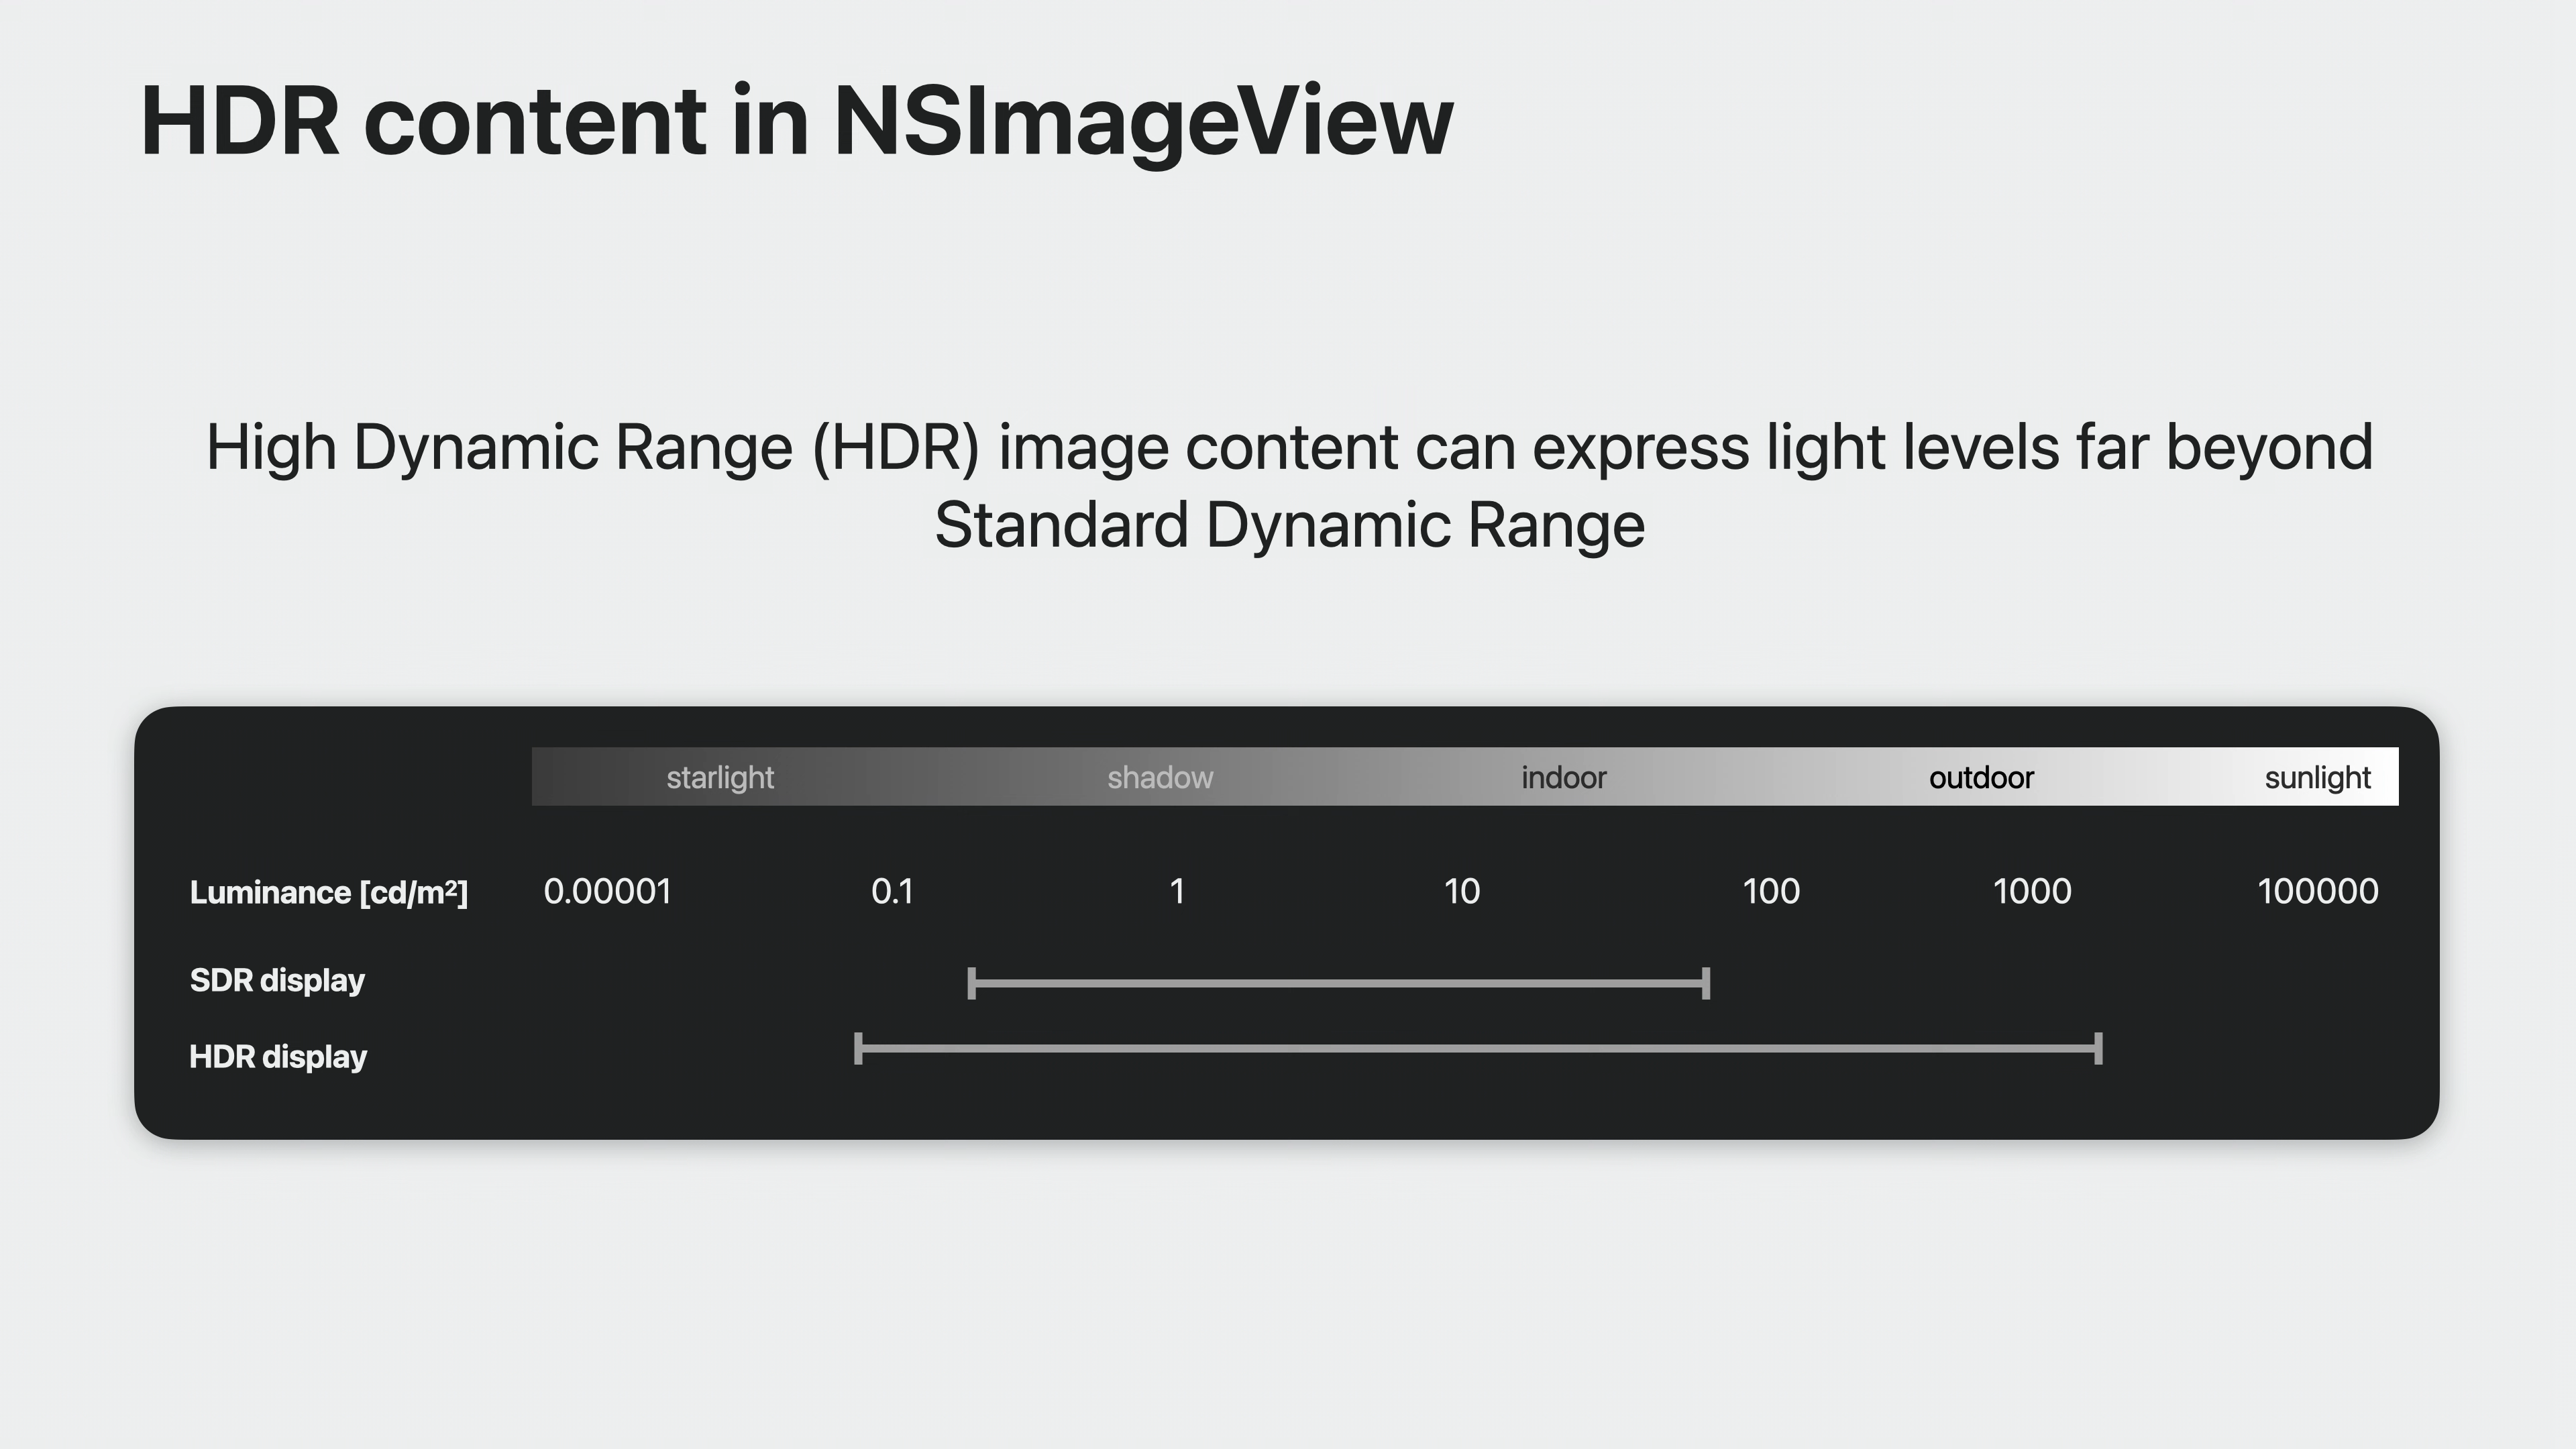 HDR content in NSImageView
High Dynamic Range (HDR) image content can express light levels far beyond
Standard Dynamic Range
starlight shadow indoor outdoor sunlight
Luminance [cd/m²] 0.00001 0.1 1 10 100 1000 100000
SDR display
HDR display